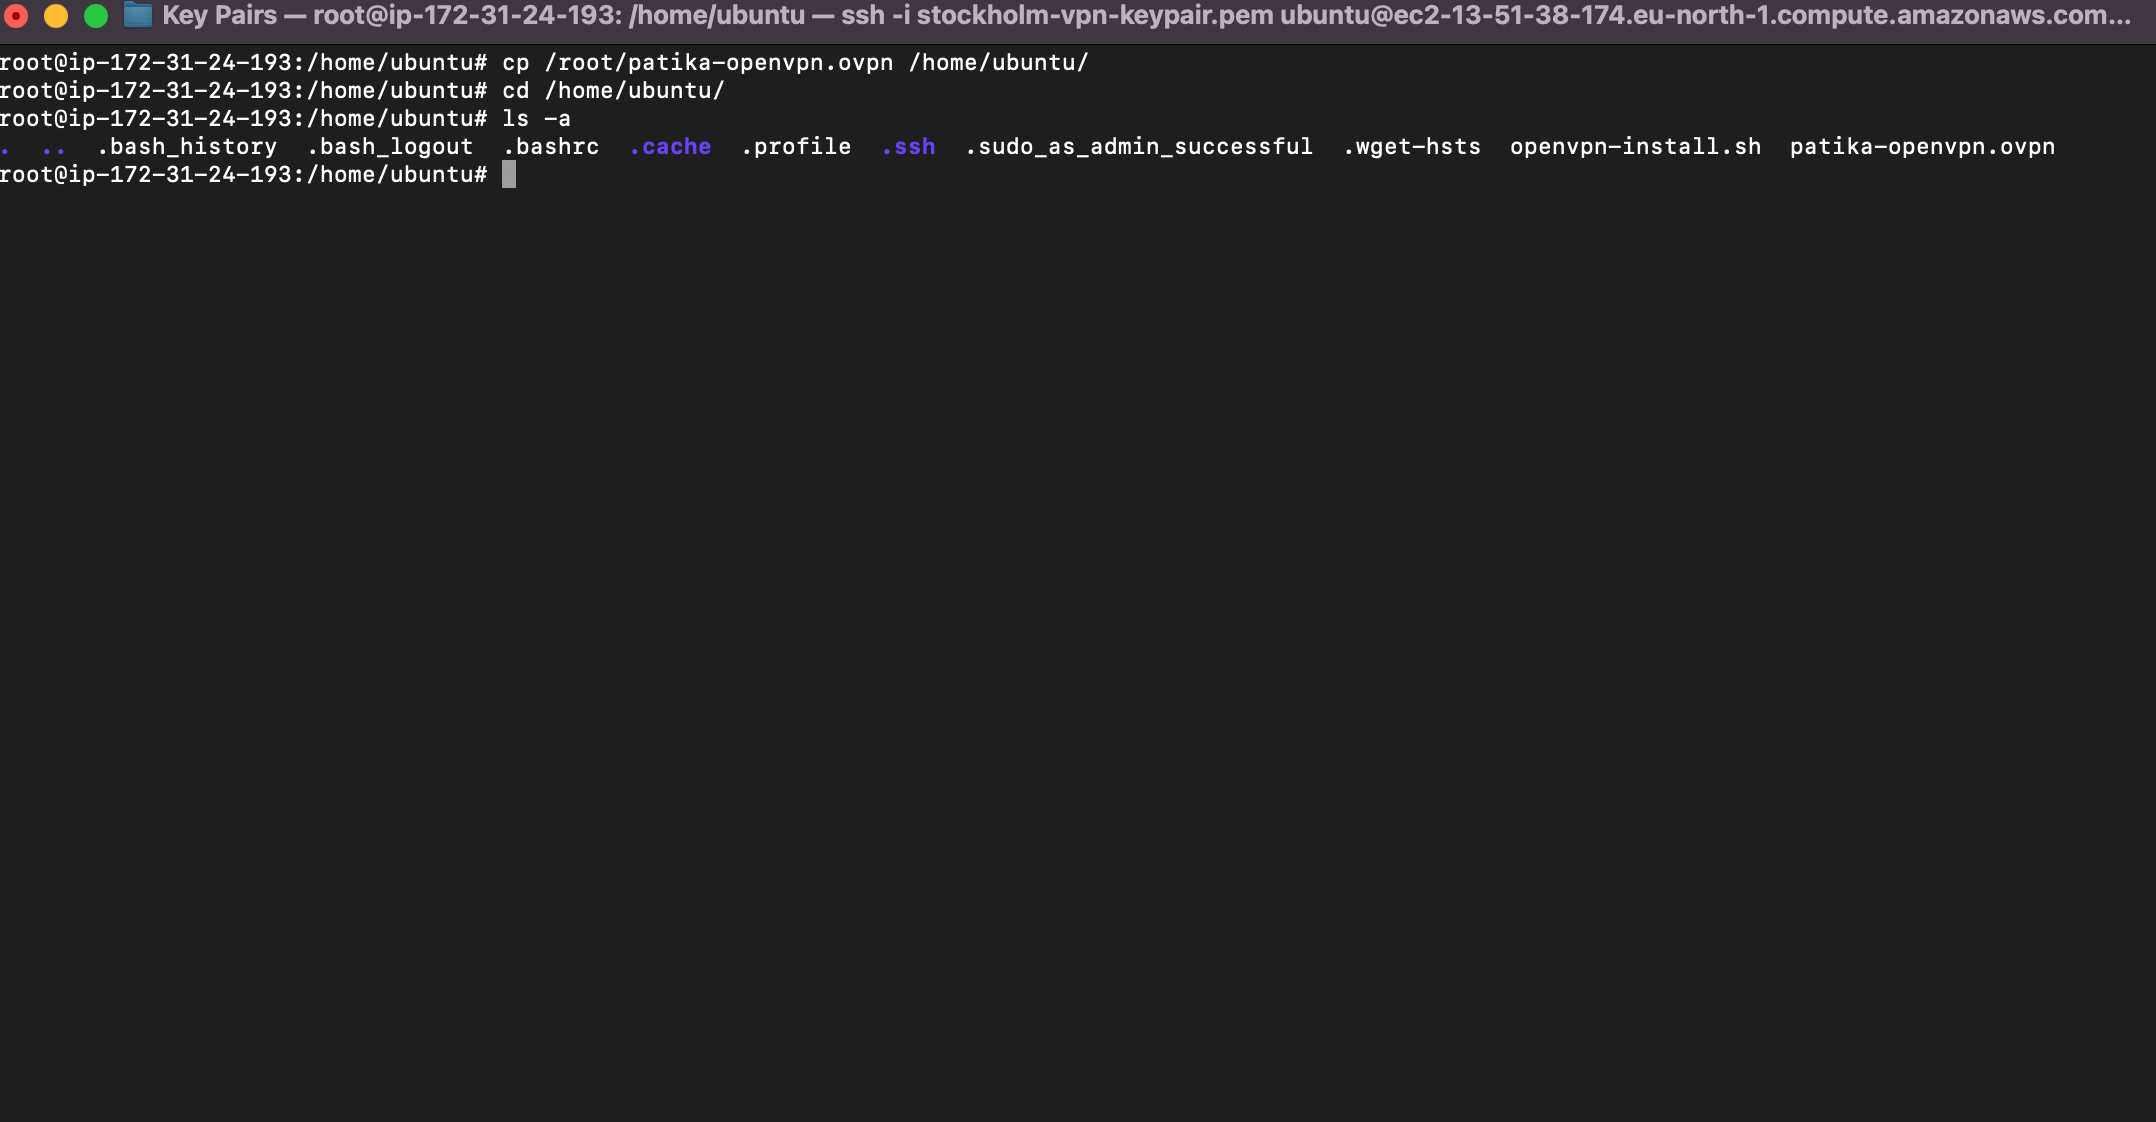 Key Pairs — root@ip-172-31-24-193: /home/ubuntu — ssh -i stockholm-vpn-keypair.pem ubuntu@ec2-13-51-38-174.eu-north-1.compute.amazonaws.com...
root@ip-172-31-24-193:/home/ubuntu# cp /root/patika-openvpn.ovpn /home/ubuntu/
root@ip-172-31-24-193:/home/ubuntu# cd /home/ubuntu/
root@ip-172-31-24-193:/home/ubuntu# ls -a
.  ..  .bash_history  .bash_logout  .bashrc  .cache  .profile  .ssh  .sudo_as_admin_successful  .wget-hsts  openvpn-install.sh  patika-openvpn.ovpn
root@ip-172-31-24-193:/home/ubuntu#